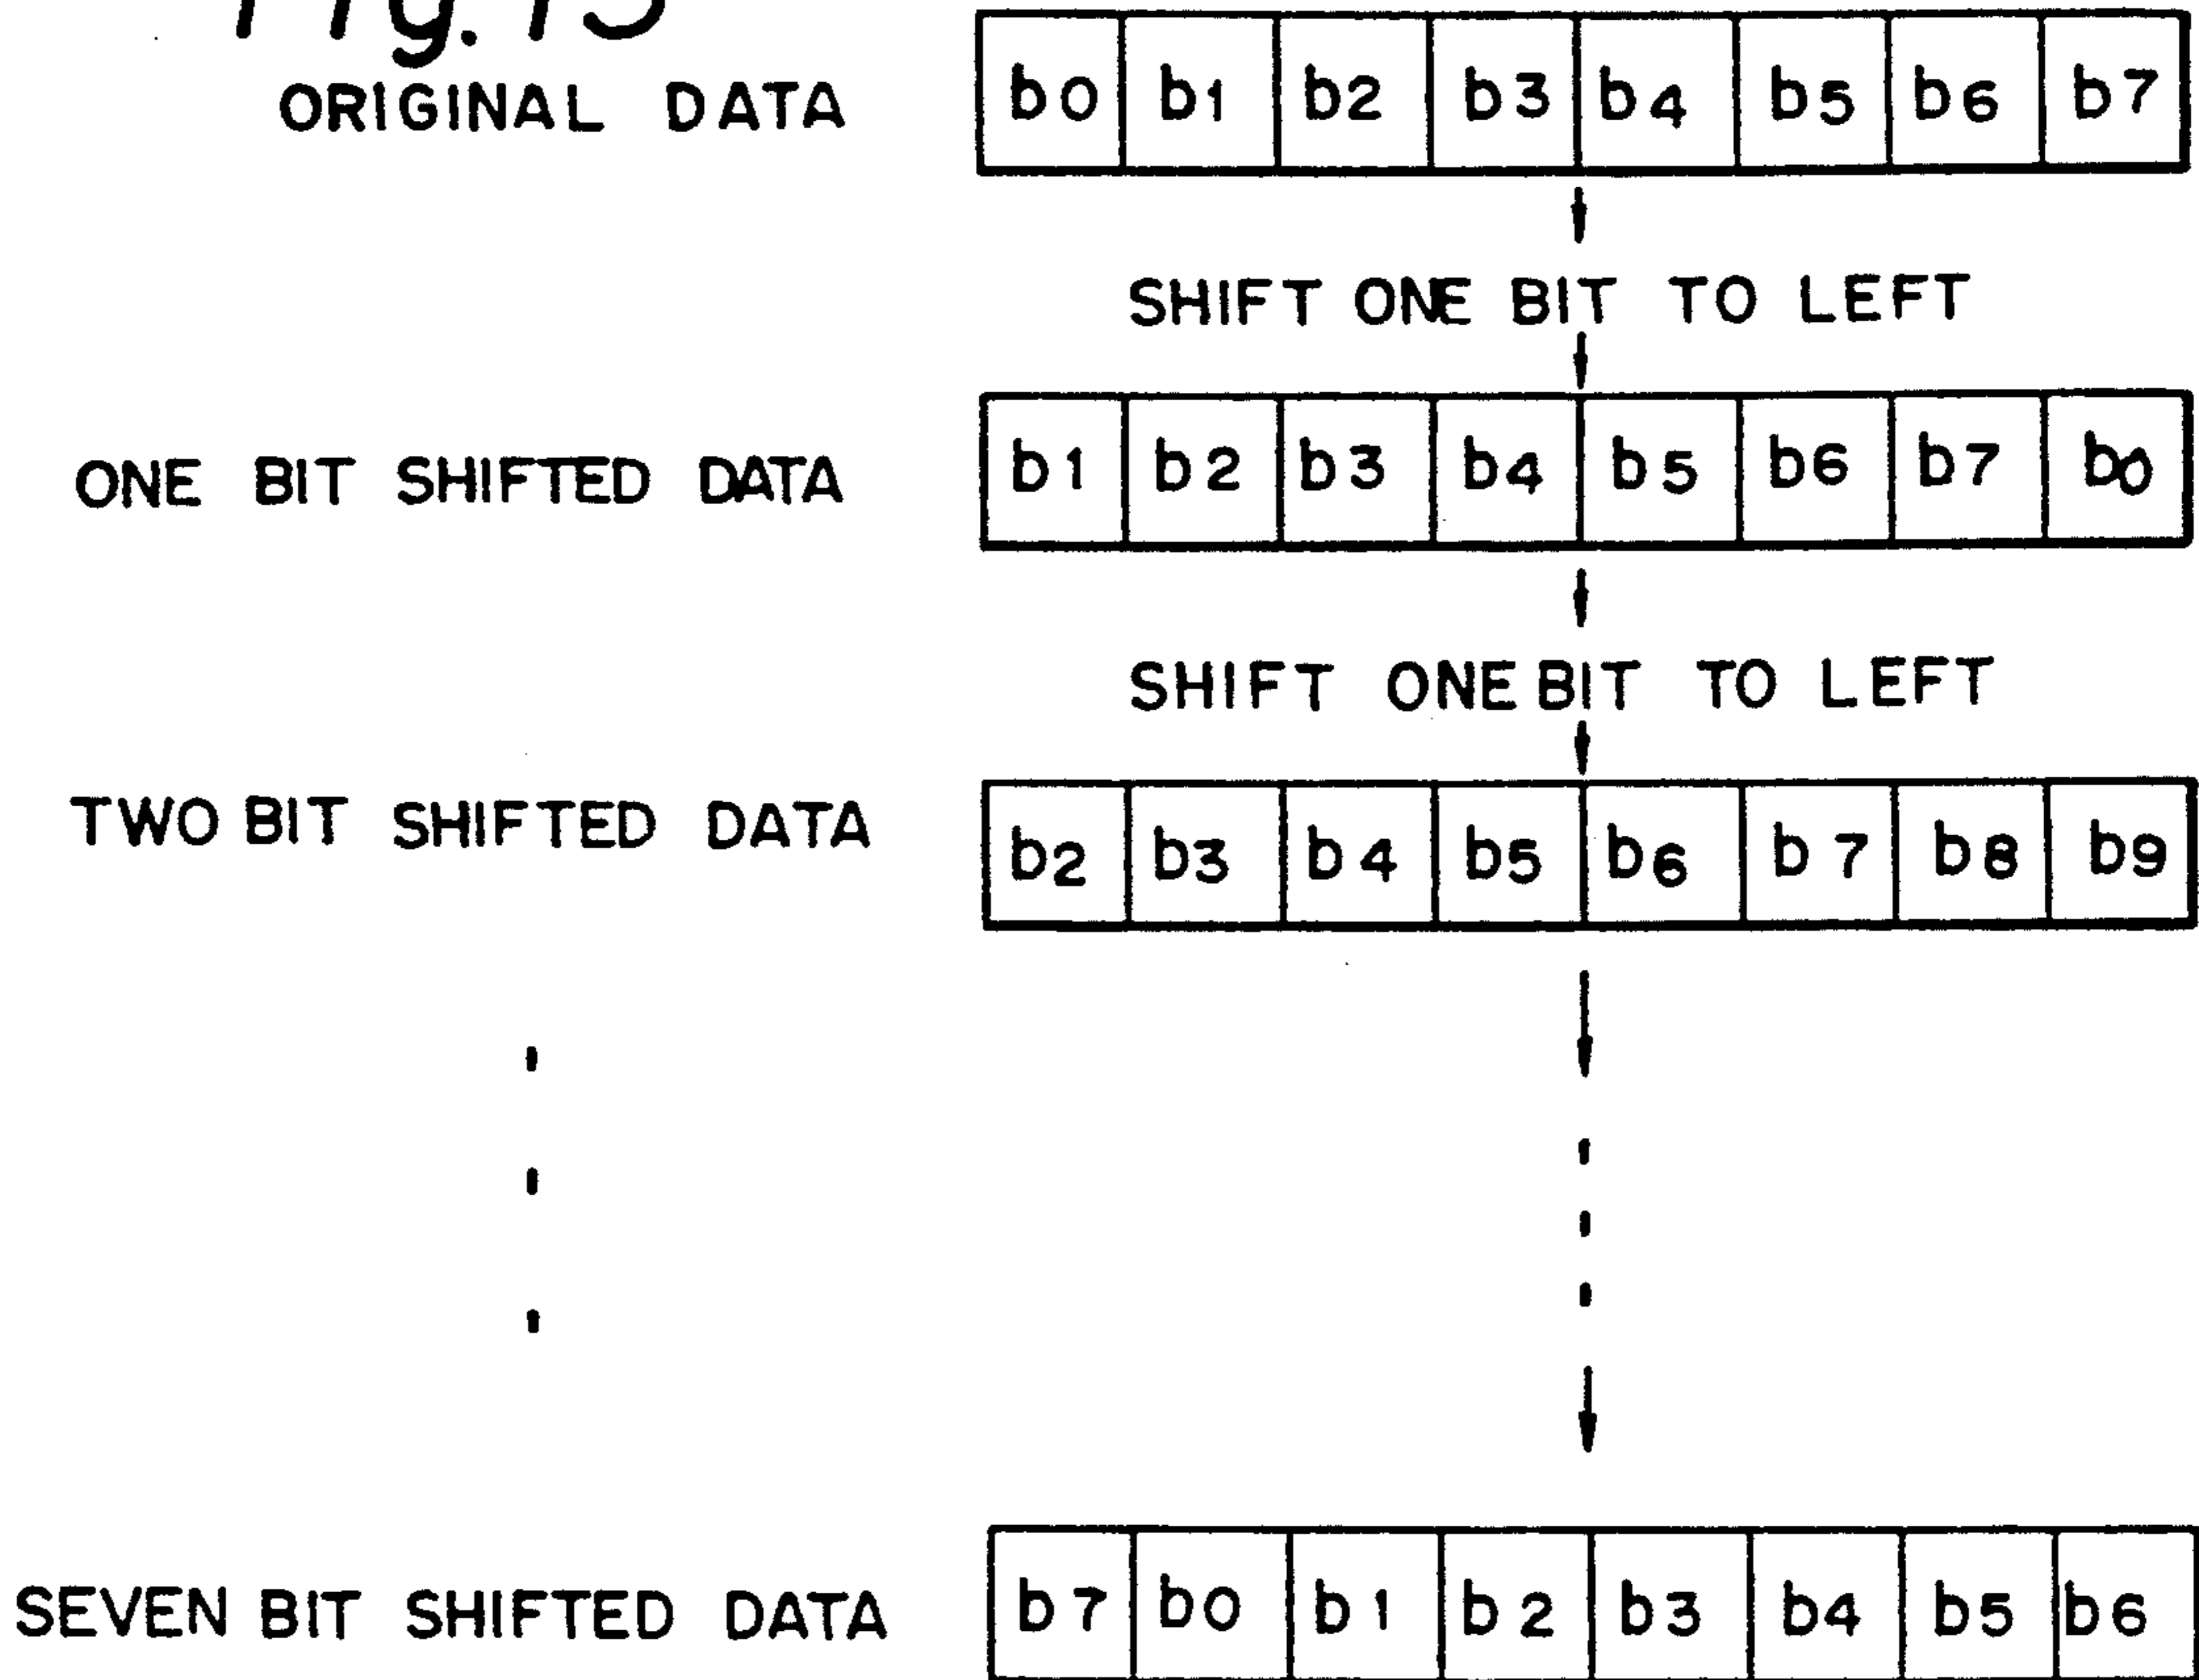 Fig. 13
ORIGINAL DATA
b0 b1 b2 b3 b4 b5 b6 b7
SHIFT ONE BIT TO LEFT
ONE BIT SHIFTED DATA
b1 b2 b3 b4 b5 b6 b7 b0
SHIFT ONE BIT TO LEFT
TWO BIT SHIFTED DATA
b2 b3 b4 b5 b6 b7 b8 b9
SEVEN BIT SHIFTED DATA
b7 b0 b1 b2 b3 b4 b5 b6